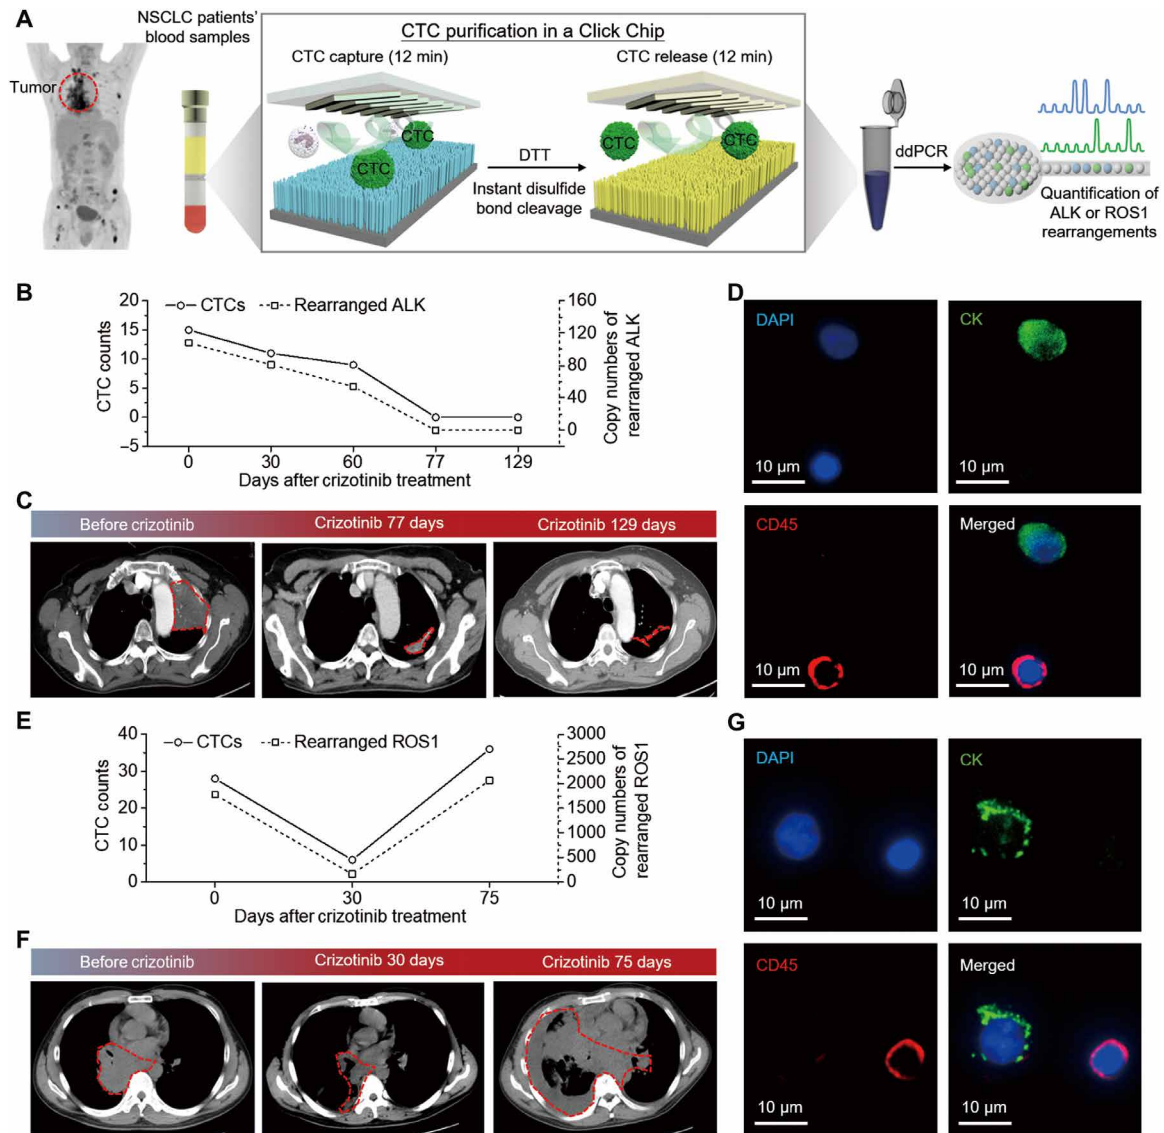 A
NSCLC patients'
blood samples
Tumor
CTC purification in a Click Chip
CTC capture (12 min)
CTC release (12 min)
CTC
CTC
CTC
CTC
DTT
Instant disulfide
bond cleavage
ddPCR
Quantification of
ALK or ROS1
rearrangements
B
CTCs
Rearranged ALK
CTC counts
20
15
10
5
0
−5
160
120
80
40
0
Copy numbers of
rearranged ALK
0 30 60 77 129
Days after crizotinib treatment
C
Before crizotinib
Crizotinib 77 days
Crizotinib 129 days
D
DAPI
10 µm
CK
10 µm
CD45
10 µm
Merged
10 µm
E
CTCs
Rearranged ROS1
CTC counts
40
30
20
10
0
3000
2500
2000
1500
1000
500
0
Copy numbers of
rearranged ROS1
0 30 75
Days after crizotinib treatment
F
Before crizotinib
Crizotinib 30 days
Crizotinib 75 days
G
DAPI
10 µm
CK
10 µm
CD45
10 µm
Merged
10 µm